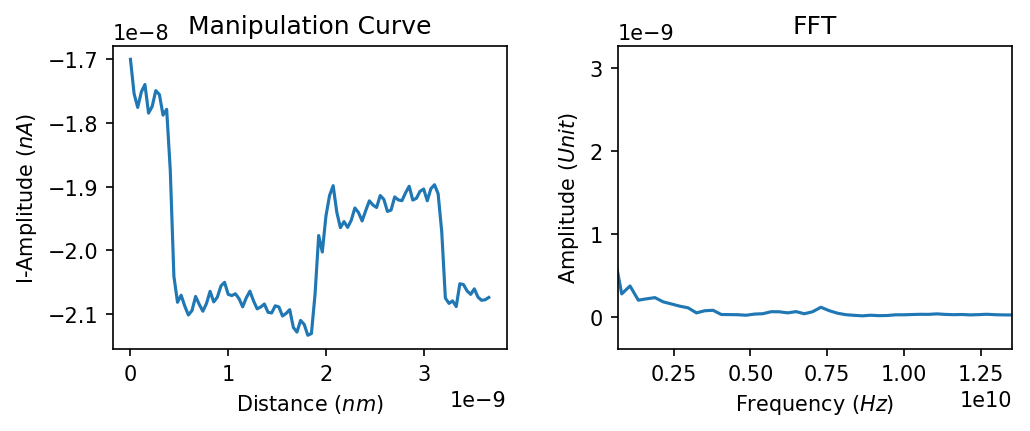 Manipulation Curve
1e−8
−1.7
−1.8
−1.9
−2.0
−2.1
I-Amplitude (nA)
0
1
2
3
Distance (nm)
1e−9
FFT
1e−9
3
2
1
0
Amplitude (Unit)
0.25
0.50
0.75
1.00
1.25
Frequency (Hz)
1e10